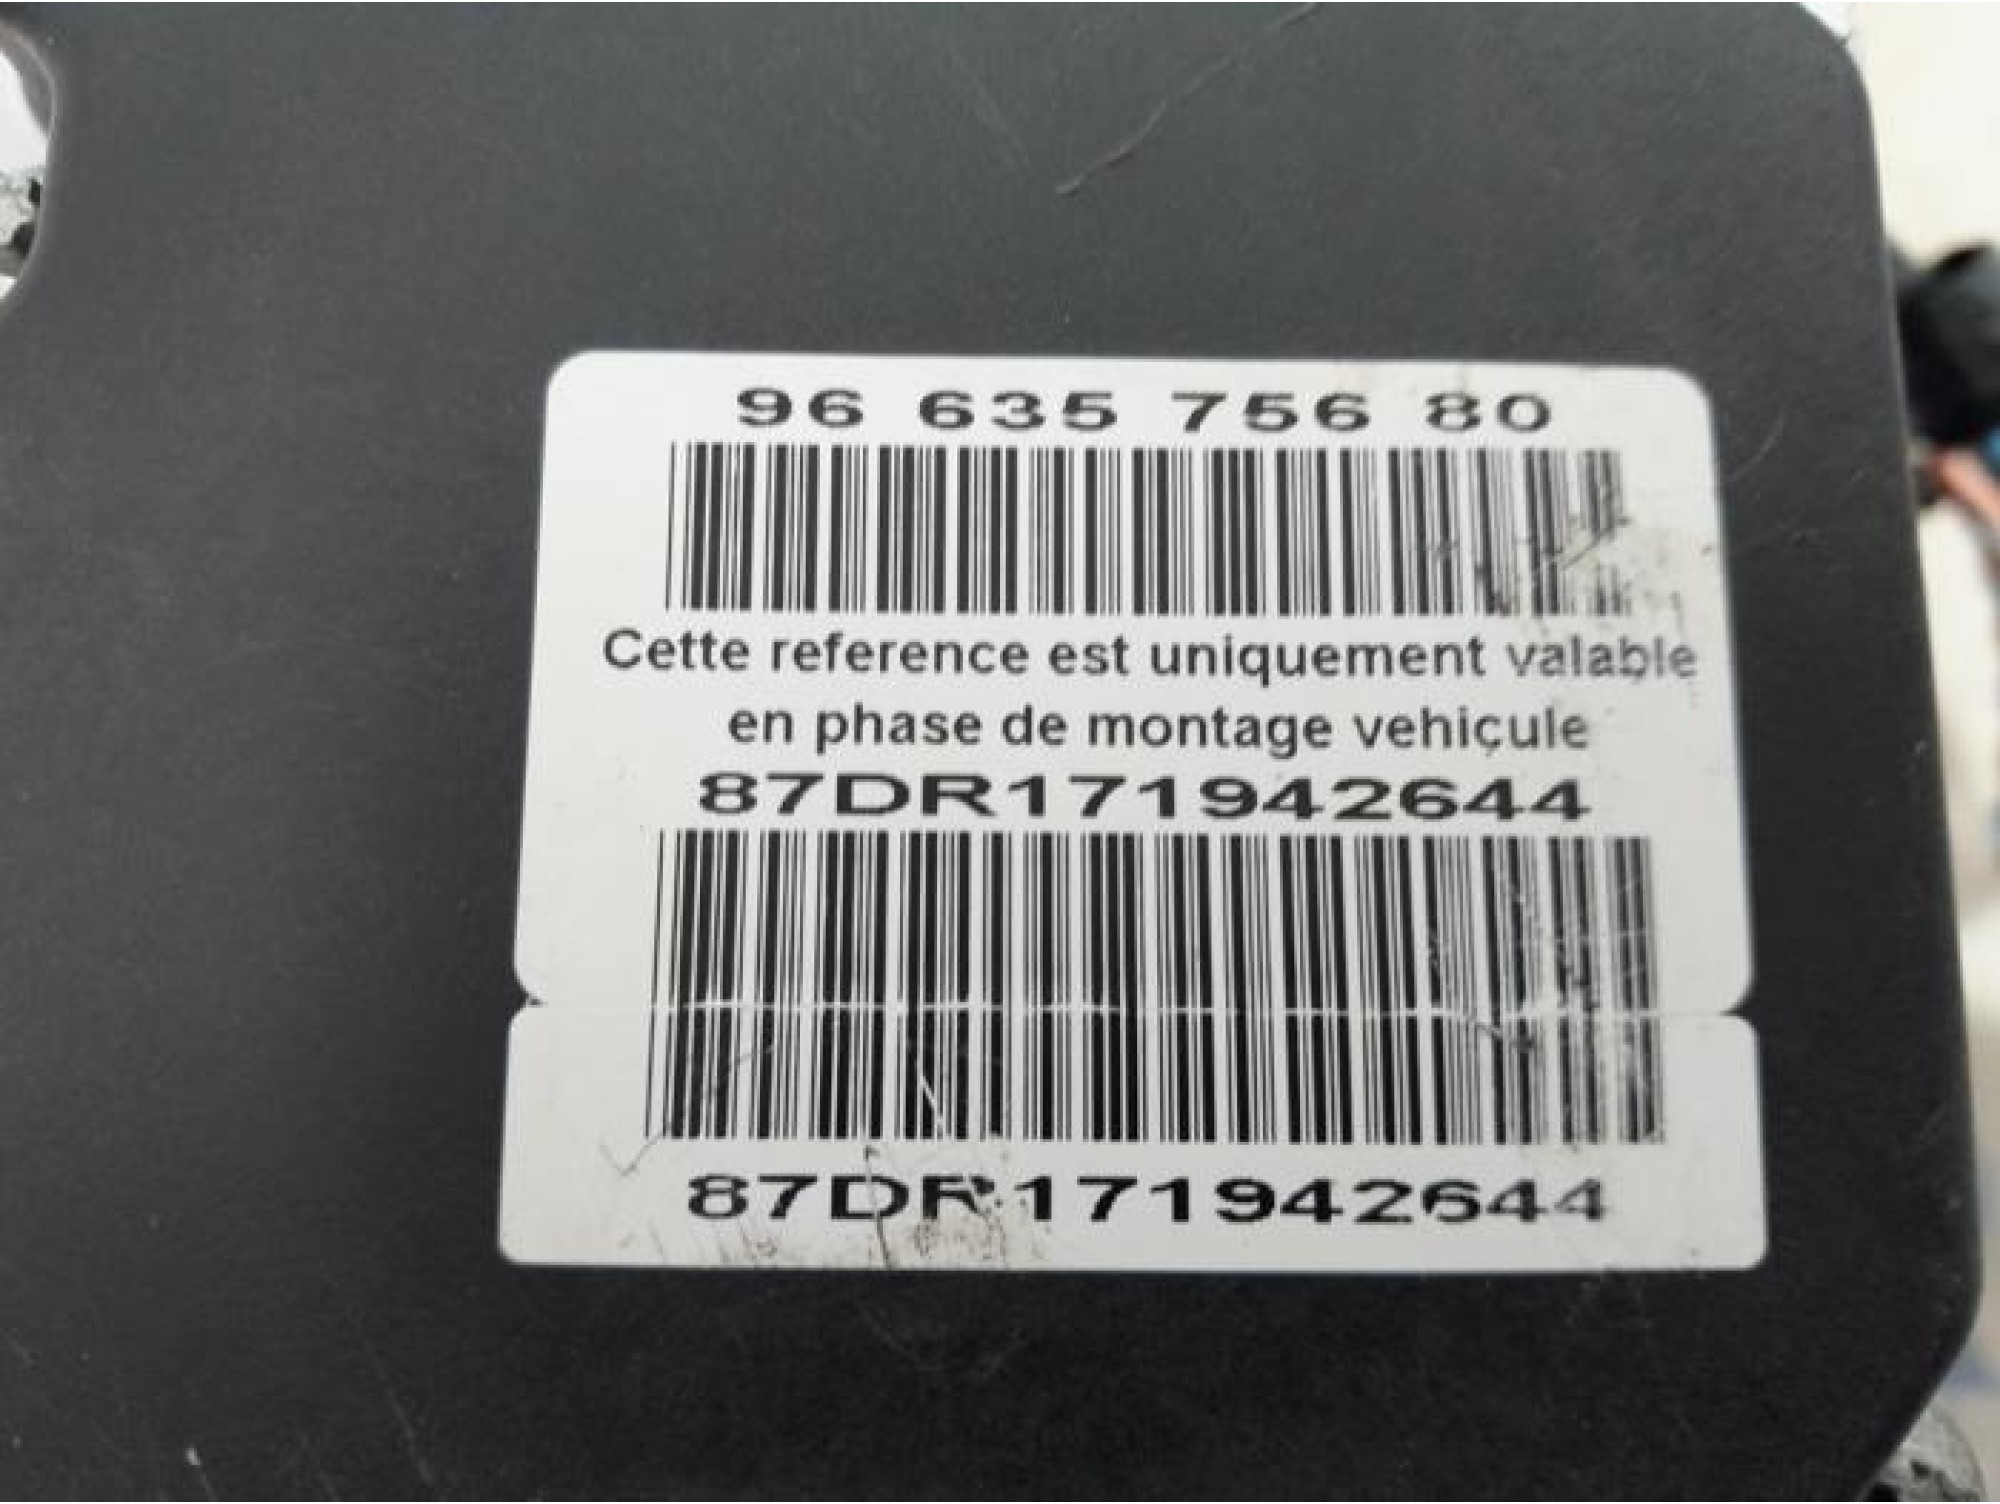 96 635 756 80
Cette reference est uniquement valable
en phase de montage vehicule
87DR171942644
87DR171942644